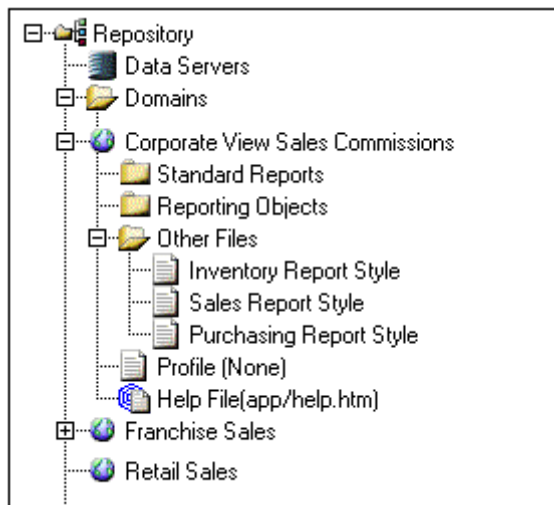 Repository
Data Servers
Domains
Corporate View Sales Commissions
Standard Reports
Reporting Objects
Other Files
Inventory Report Style
Sales Report Style
Purchasing Report Style
Profile (None)
Help File(app/help.htm)
Franchise Sales
Retail Sales